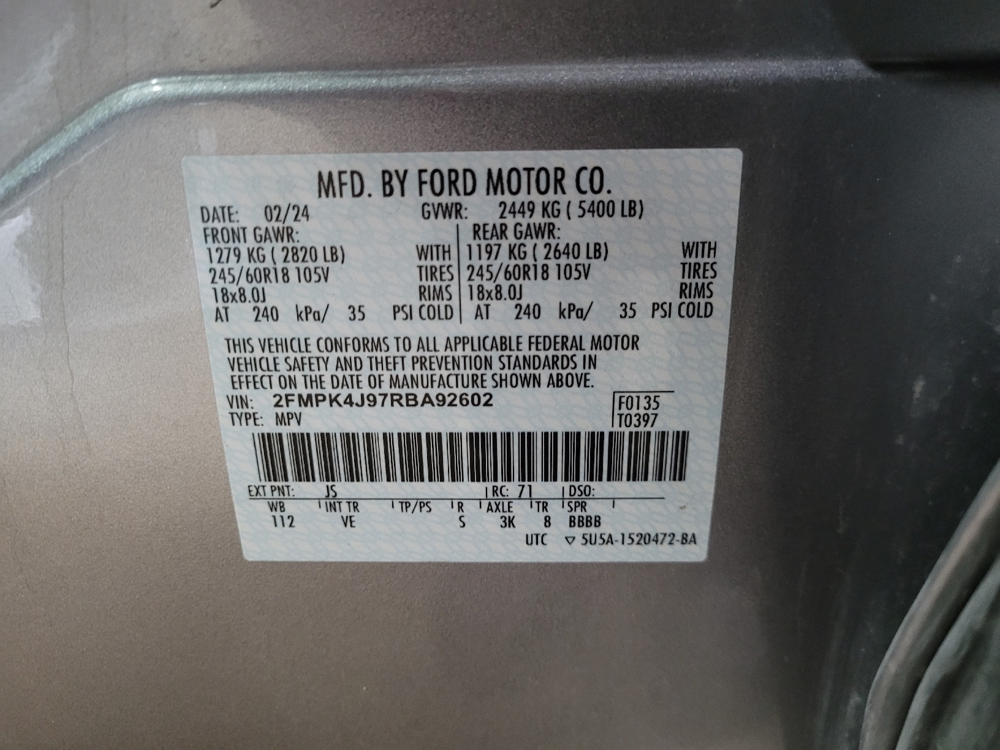 MFD. BY FORD MOTOR CO.
DATE: 02/24 GVWR: 2449 KG ( 5400 LB)
FRONT GAWR: REAR GAWR:
1279 KG ( 2820 LB) WITH 1197 KG ( 2640 LB) WITH
245/60R18 105V TIRES 245/60R18 105V TIRES
18x8.0J RIMS 18x8.0J RIMS
AT 240 kPa/ 35 PSI COLD AT 240 kPa/ 35 PSI COLD
THIS VEHICLE CONFORMS TO ALL APPLICABLE FEDERAL MOTOR
VEHICLE SAFETY AND THEFT PREVENTION STANDARDS IN
EFFECT ON THE DATE OF MANUFACTURE SHOWN ABOVE.
VIN: 2FMPK4J97RBA92602 F0135
TYPE: MPV T0397
EXT PNT: JS RC: 71 DSO:
WB INT TR TP/PS R AXLE TR SPR
112 VE S 3K 8 BBBB
UTC ▽ 5U5A-1520472-BA